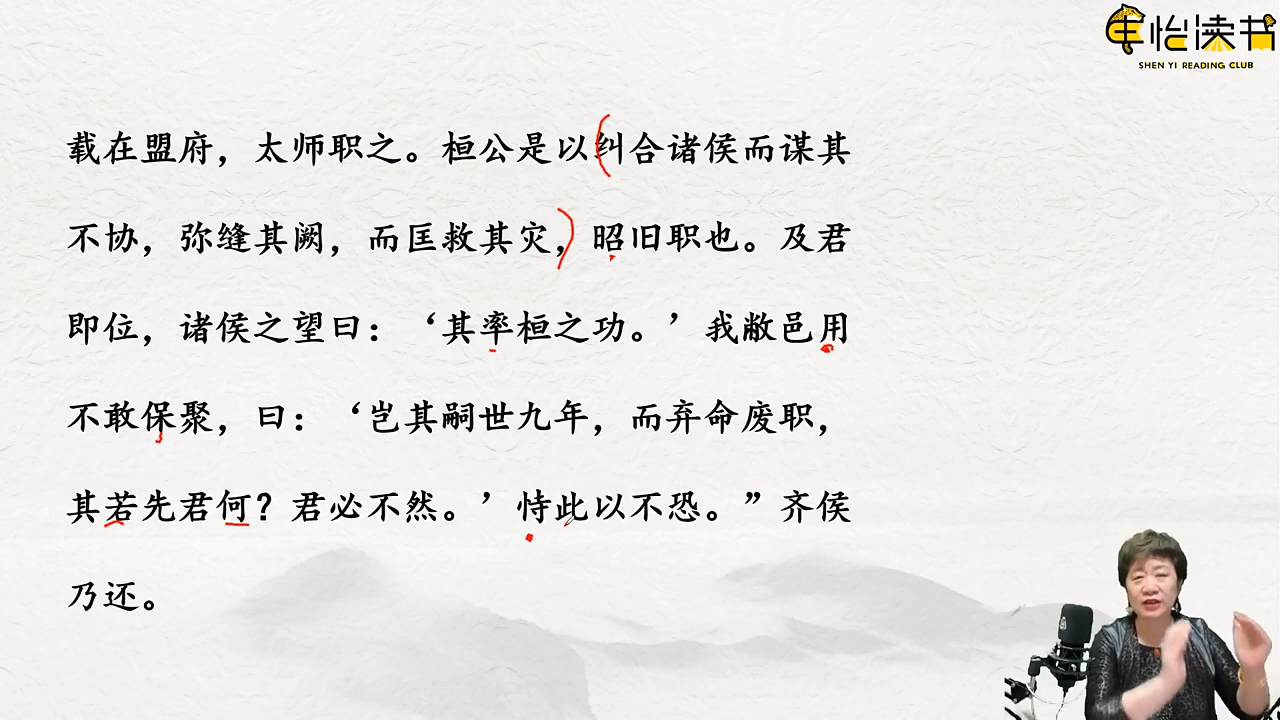 申怡读书
SHEN YI READING CLUB
载在盟府，太师职之。桓公是以纠合诸侯而谋其
不协，弥缝其阙，而匡救其灾，昭旧职也。及君
即位，诸侯之望曰：‘其率桓之功。’我敝邑用
不敢保聚，曰：‘岂其嗣世九年，而弃命废职，
其若先君何？君必不然。’恃此以不恐。”齐侯
乃还。